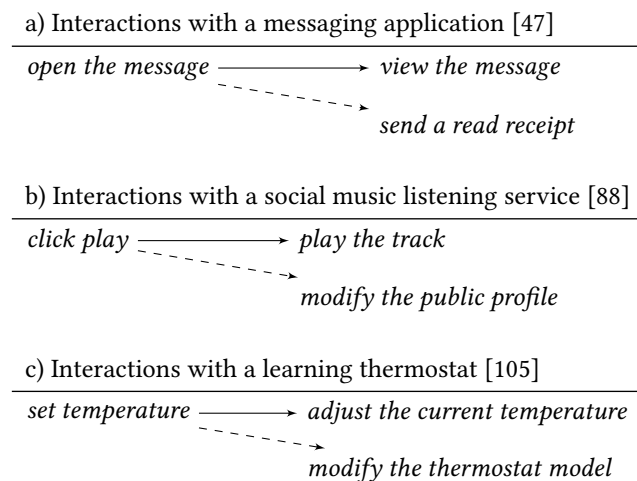 a) Interactions with a messaging application [47]
open the message view the message
send a read receipt
b) Interactions with a social music listening service [88]
click play play the track
modify the public profile
c) Interactions with a learning thermostat [105]
set temperature adjust the current temperature
modify the thermostat model